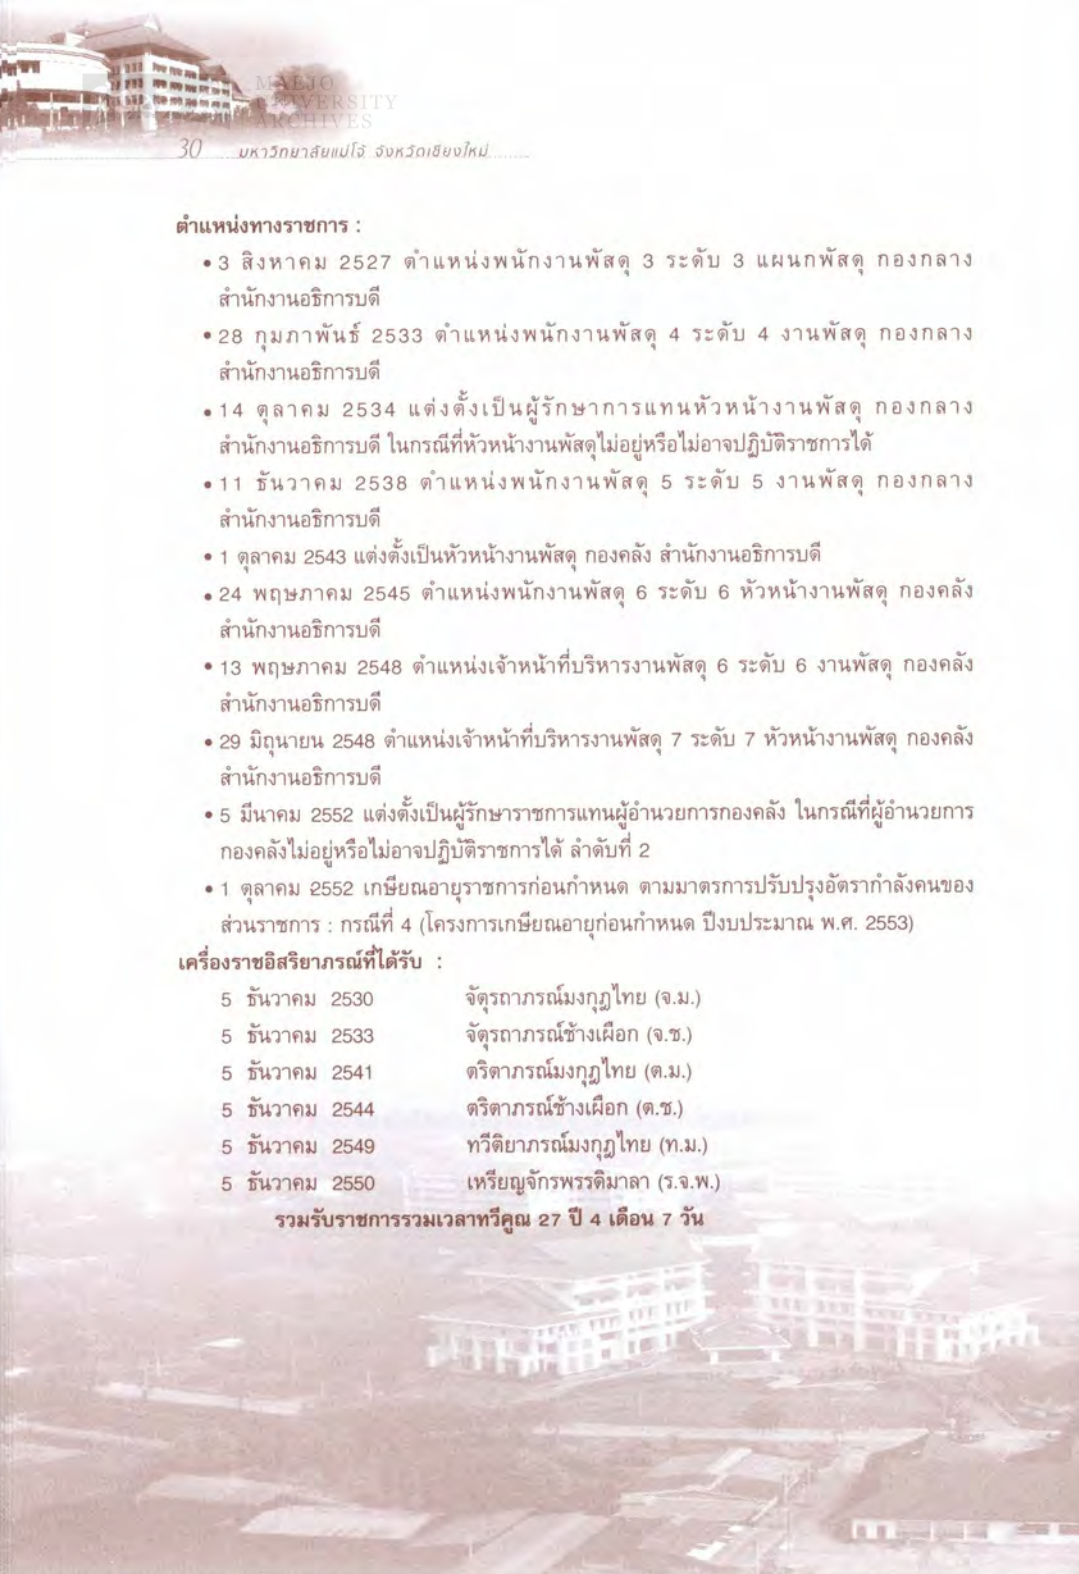 MAEJO
UNIVERSITY
ARCHIVES
30 มหาวิทยาลัยแม่โจ้ จังหวัดเชียงใหม่
ตำแหน่งทางราชการ :
• 3 สิงหาคม 2527 ตำแหน่งพนักงานพัสดุ 3 ระดับ 3 แผนกพัสดุ กองกลาง
สำนักงานอธิการบดี
• 28 กุมภาพันธ์ 2533 ตำแหน่งพนักงานพัสดุ 4 ระดับ 4 งานพัสดุ กองกลาง
สำนักงานอธิการบดี
• 14 ตุลาคม 2534 แต่งตั้งเป็นผู้รักษาการแทนหัวหน้างานพัสดุ กองกลาง
สำนักงานอธิการบดี ในกรณีที่หัวหน้างานพัสดุไม่อยู่หรือไม่อาจปฏิบัติราชการได้
• 11 ธันวาคม 2538 ตำแหน่งพนักงานพัสดุ 5 ระดับ 5 งานพัสดุ กองกลาง
สำนักงานอธิการบดี
• 1 ตุลาคม 2543 แต่งตั้งเป็นหัวหน้างานพัสดุ กองคลัง สำนักงานอธิการบดี
• 24 พฤษภาคม 2545 ตำแหน่งพนักงานพัสดุ 6 ระดับ 6 หัวหน้างานพัสดุ กองคลัง
สำนักงานอธิการบดี
• 13 พฤษภาคม 2548 ตำแหน่งเจ้าหน้าที่บริหารงานพัสดุ 6 ระดับ 6 งานพัสดุ กองคลัง
สำนักงานอธิการบดี
• 29 มิถุนายน 2548 ตำแหน่งเจ้าหน้าที่บริหารงานพัสดุ 7 ระดับ 7 หัวหน้างานพัสดุ กองคลัง
สำนักงานอธิการบดี
• 5 มีนาคม 2552 แต่งตั้งเป็นผู้รักษาราชการแทนผู้อำนวยการกองคลัง ในกรณีที่ผู้อำนวยการ
กองคลังไม่อยู่หรือไม่อาจปฏิบัติราชการได้ ลำดับที่ 2
• 1 ตุลาคม 2552 เกษียณอายุราชการก่อนกำหนด ตามมาตรการปรับปรุงอัตรากำลังคนของ
ส่วนราชการ : กรณีที่ 4 (โครงการเกษียณอายุก่อนกำหนด ปีงบประมาณ พ.ศ. 2553)
เครื่องราชอิสริยาภรณ์ที่ได้รับ :
5 ธันวาคม 2530 จัตุรถาภรณ์มงกุฎไทย (จ.ม.)
5 ธันวาคม 2533 จัตุรถาภรณ์ช้างเผือก (จ.ช.)
5 ธันวาคม 2541 ตริตาภรณ์มงกุฎไทย (ต.ม.)
5 ธันวาคม 2544 ตริตาภรณ์ช้างเผือก (ต.ช.)
5 ธันวาคม 2549 ทวีติยาภรณ์มงกุฎไทย (ท.ม.)
5 ธันวาคม 2550 เหรียญจักรพรรดิมาลา (ร.จ.พ.)
รวมรับราชการรวมเวลาทวีคูณ 27 ปี 4 เดือน 7 วัน